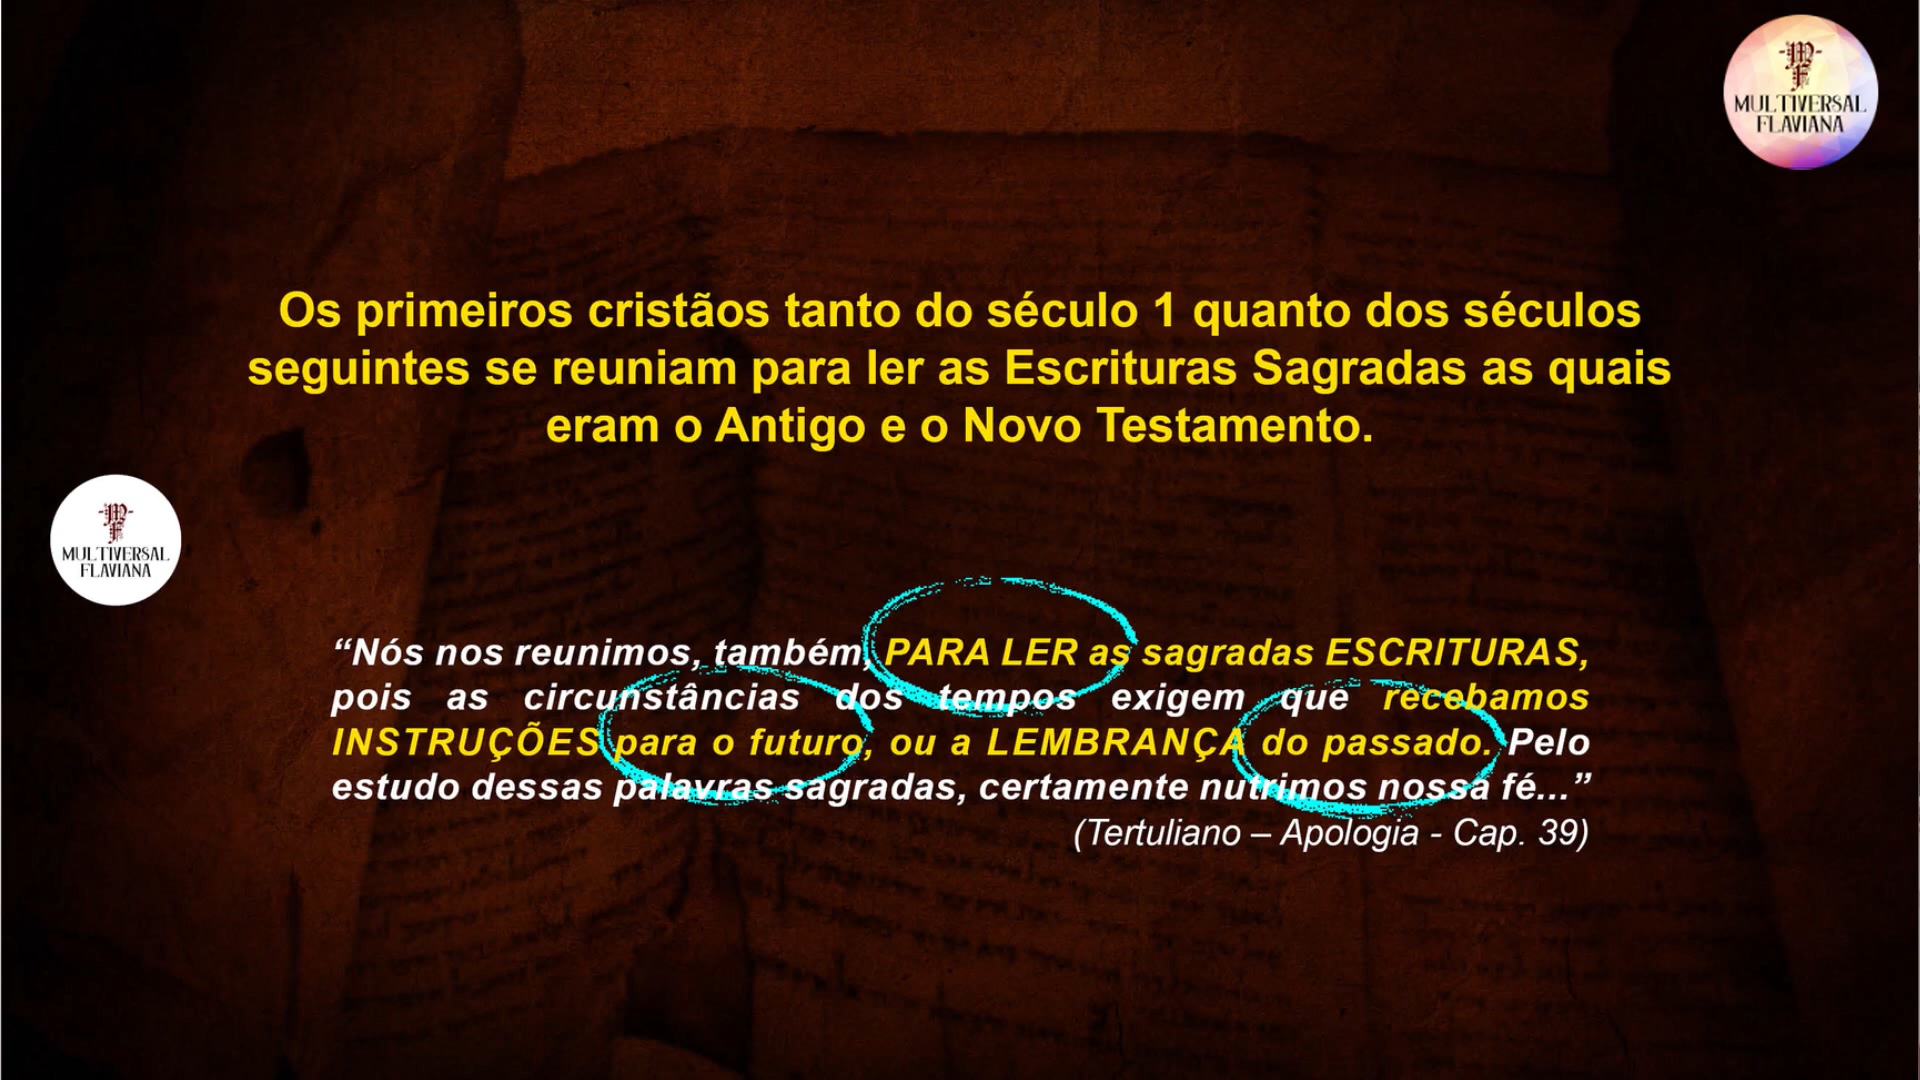 MULTIVERSAL
FLAVIANA
Os primeiros cristãos tanto do século 1 quanto dos séculos
seguintes se reuniam para ler as Escrituras Sagradas as quais
eram o Antigo e o Novo Testamento.
MULTIVERSAL
FLAVIANA
“Nós nos reunimos, também, PARA LER as sagradas ESCRITURAS,
pois as circunstâncias dos tempos exigem que recebamos
INSTRUÇÕES para o futuro, ou a LEMBRANÇA do passado. Pelo
estudo dessas palavras sagradas, certamente nutrimos nossa fé...”
(Tertuliano – Apologia - Cap. 39)